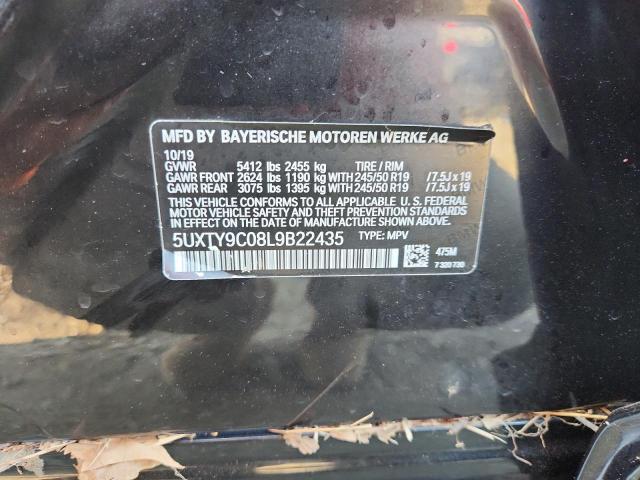 MFD BY BAYERISCHE MOTOREN WERKE AG
10/19
GVWR 5412 lbs 2455 kg TIRE / RIM
GAWR FRONT 2624 lbs 1190 kg WITH 245/50 R19 /7.5J x 19
GAWR REAR 3075 lbs 1395 kg WITH 245/50 R19 /7.5J x 19
THIS VEHICLE CONFORMS TO ALL APPLICABLE U. S. FEDERAL
MOTOR VEHICLE SAFETY AND THEFT PREVENTION STANDARDS
IN EFFECT ON THE DATE OF MANUFACTURE SHOWN ABOVE.
5UXTY9C08L9B22435 TYPE: MPV
475M
7 320 730